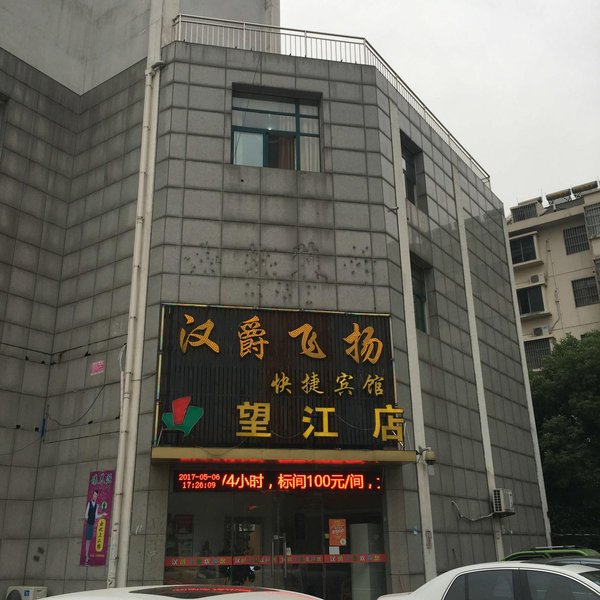 汉爵飞扬
快捷宾馆
望江店
2017-05-06
17:26:09
/4小时，标间100元/间，